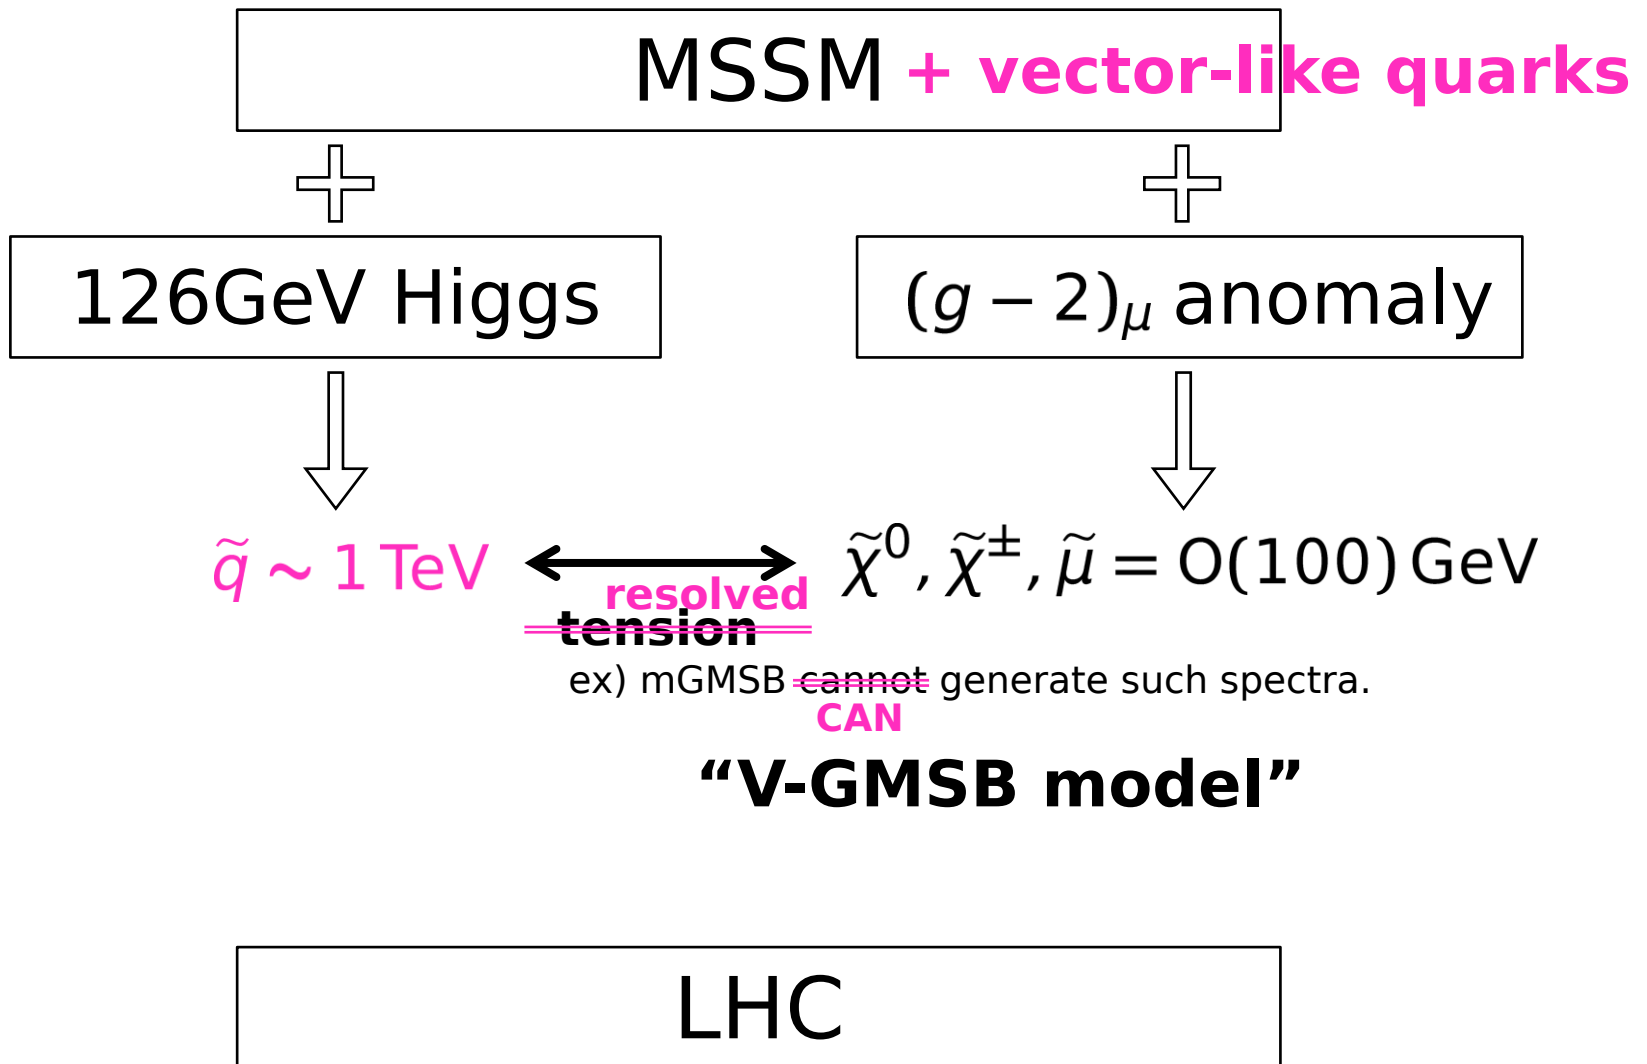 MSSM + vector-like quarks
126GeV Higgs
(g − 2)μ anomaly
q̃ ~ 1 TeV
χ̃⁰, χ̃±, μ̃ = O(100) GeV
resolved
tension
ex) mGMSB cannot generate such spectra.
CAN
“V-GMSB model”
LHC